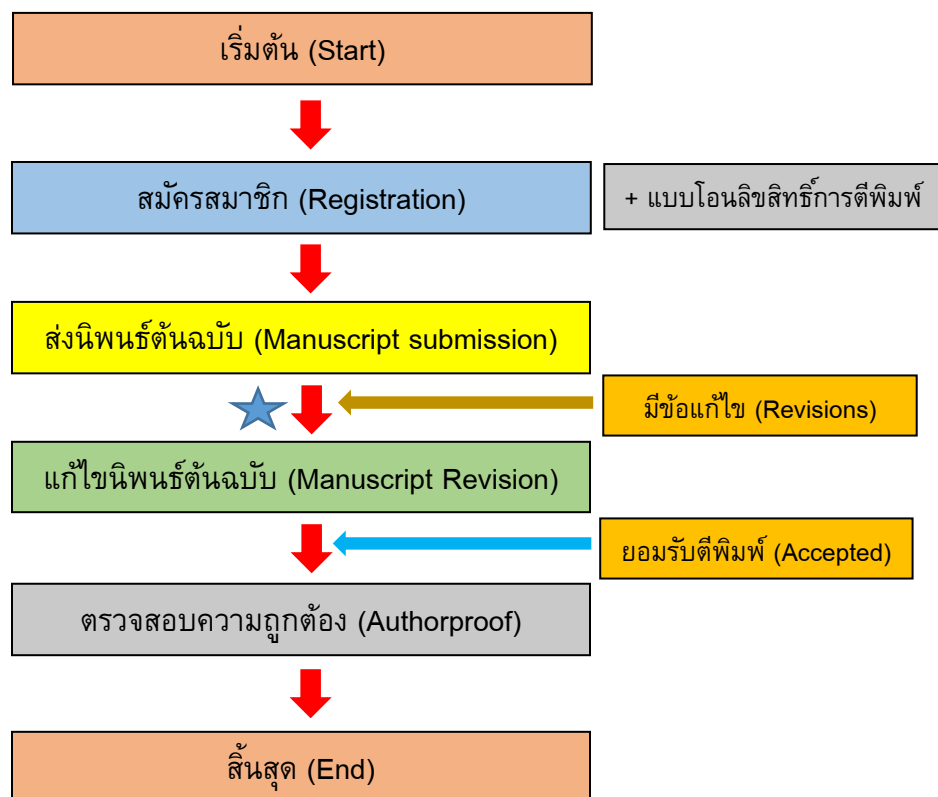 เริ่มต้น (Start)
สมัครสมาชิก (Registration)
+ แบบโอนลิขสิทธิ์การตีพิมพ์
ส่งนิพนธ์ต้นฉบับ (Manuscript submission)
มีข้อแก้ไข (Revisions)
แก้ไขนิพนธ์ต้นฉบับ (Manuscript Revision)
ยอมรับตีพิมพ์ (Accepted)
ตรวจสอบความถูกต้อง (Authorproof)
สิ้นสุด (End)